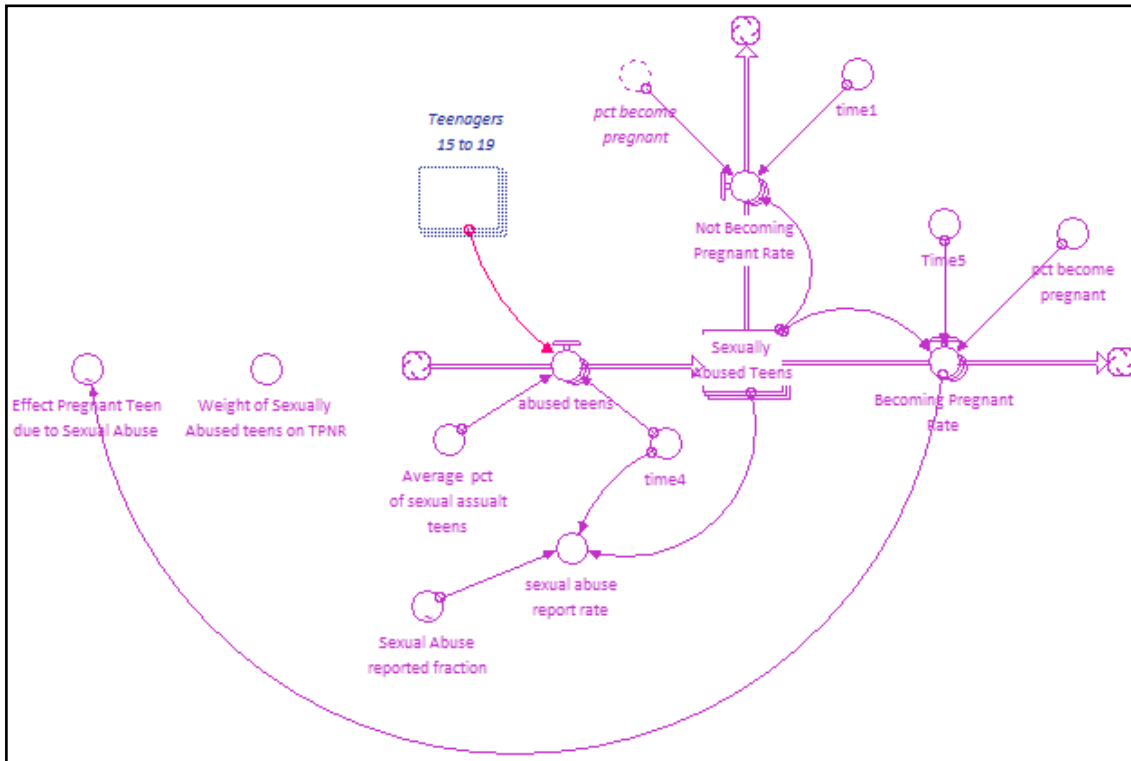 pct become
pregnant
time1
Teenagers
15 to 19
Not Becoming
Pregnant Rate
Time5
pct become
pregnant
Sexually
Abused Teens
Effect Pregnant Teen
due to Sexual Abuse
Weight of Sexually
Abused teens on TPNR
abused teens
Becoming Pregnant
Rate
Average pct
of sexual assualt
teens
time4
sexual abuse
report rate
Sexual Abuse
reported fraction